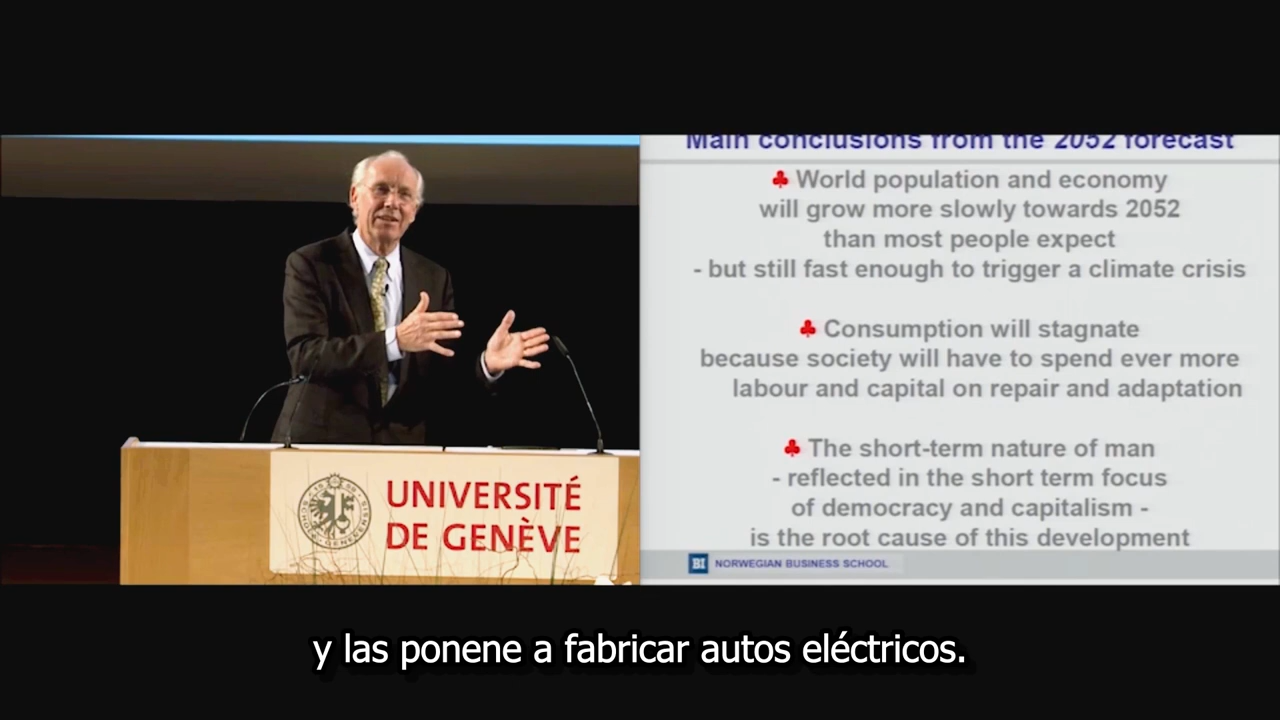 UNIVERSITÉ
DE GENÈVE
Main conclusions from the 2052 forecast
♣ World population and economy
will grow more slowly towards 2052
than most people expect
- but still fast enough to trigger a climate crisis
♣ Consumption will stagnate
because society will have to spend ever more
labour and capital on repair and adaptation
♣ The short-term nature of man
- reflected in the short term focus
of democracy and capitalism -
is the root cause of this development
BI NORWEGIAN BUSINESS SCHOOL
y las ponene a fabricar autos eléctricos.